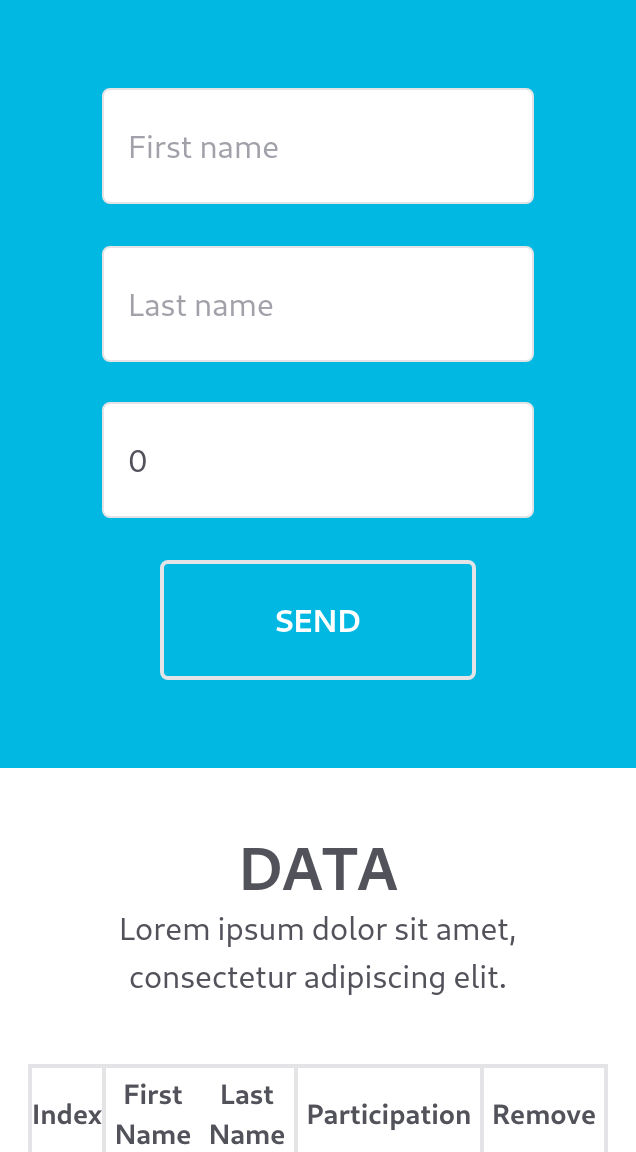 First name
Last name
0
SEND
DATA
Lorem ipsum dolor sit amet,
consectetur adipiscing elit.
Index First Name Last Name Participation Remove